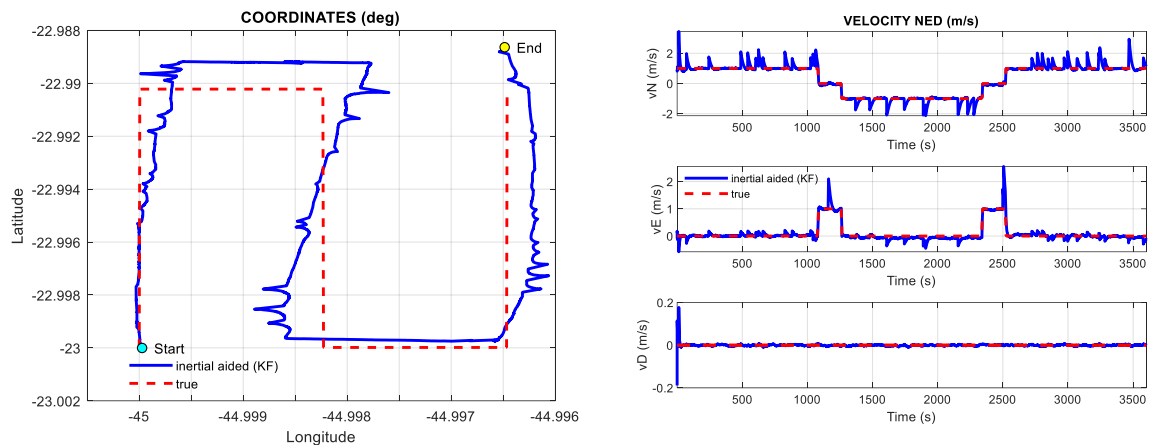 COORDINATES (deg)
-22.988
-22.99
-22.992
-22.994
-22.996
-22.998
-23
-23.002
Latitude
End
Start
inertial aided (KF)
true
-45
-44.999
-44.998
-44.997
-44.996
Longitude
VELOCITY NED (m/s)
vN (m/s)
2
0
-2
500
1000
1500
2000
2500
3000
3500
Time (s)
vE (m/s)
2
1
0
inertial aided (KF)
true
500
1000
1500
2000
2500
3000
3500
Time (s)
vD (m/s)
0.2
0
-0.2
500
1000
1500
2000
2500
3000
3500
Time (s)